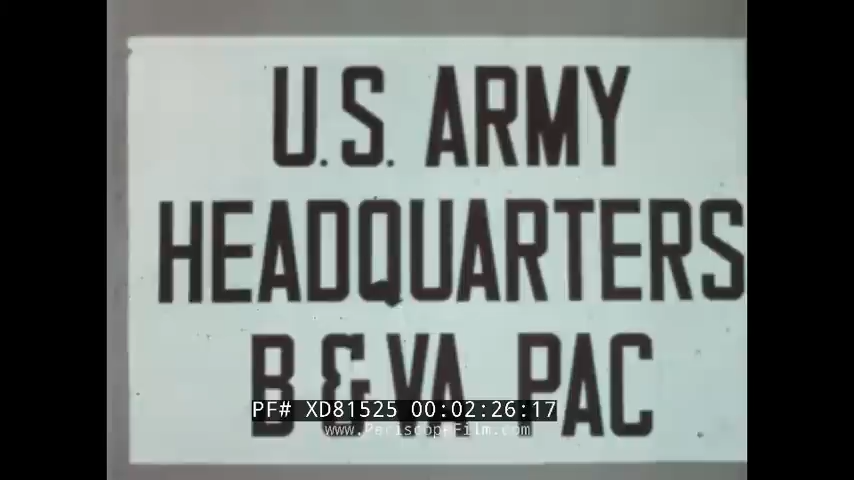 U.S. ARMY
HEADQUARTERS
B & VA PAC
PF# XD81525 00:02:26:17
www.PeriscopeFilm.com